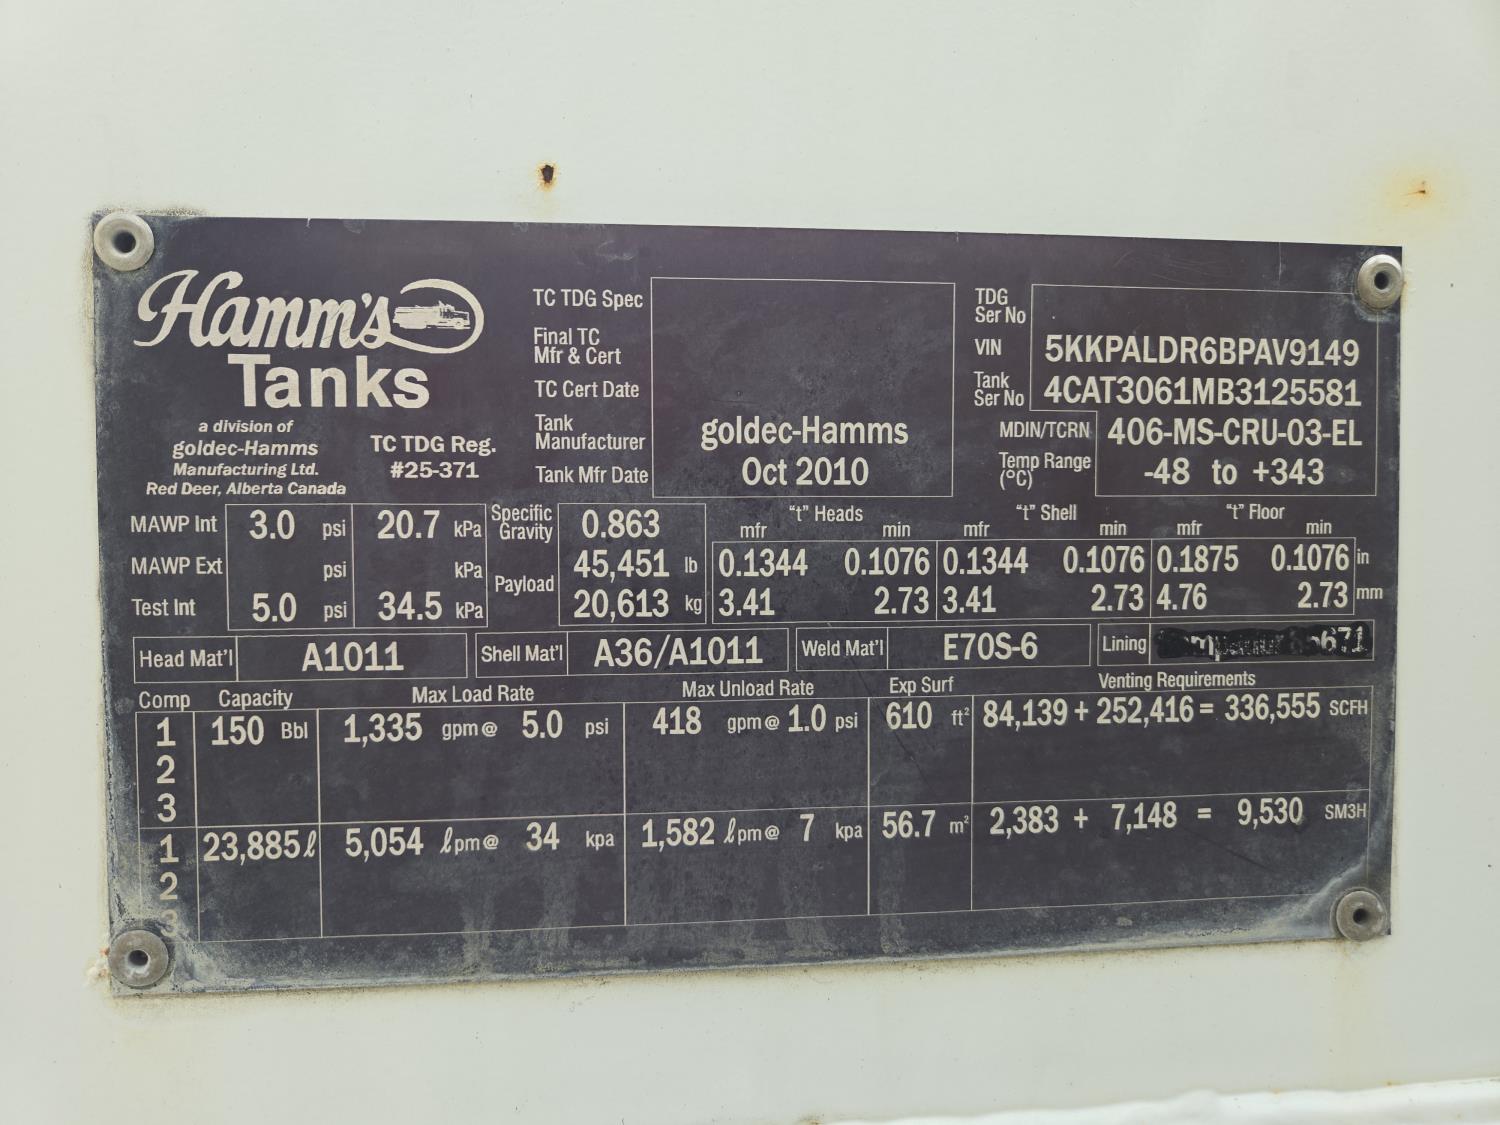 Hamm's
Tanks
a division of
goldec-Hamms
Manufacturing Ltd.
Red Deer, Alberta Canada
TC TDG Reg.
#25-371
TC TDG Spec
Final TC
Mfr & Cert
TC Cert Date
Tank
Manufacturer goldec-Hamms
Tank Mfr Date Oct 2010
TDG
Ser No
VIN 5KKPALDR6BPAV9149
Tank
Ser No 4CAT3061MB3125581
MDIN/TCRN 406-MS-CRU-03-EL
Temp Range
(°C) -48 to +343
MAWP Int 3.0 psi 20.7 kPa
MAWP Ext psi kPa
Test Int 5.0 psi 34.5 kPa
Specific
Gravity 0.863
Payload 45,451 lb
20,613 kg
"t" Heads "t" Shell "t" Floor
mfr min mfr min mfr min
0.1344 0.1076 0.1344 0.1076 0.1875 0.1076 in
3.41 2.73 3.41 2.73 4.76 2.73 mm
Head Mat'l A1011 Shell Mat'l A36/A1011 Weld Mat'l E70S-6 Lining
Comp Capacity Max Load Rate Max Unload Rate Exp Surf Venting Requirements
1 150 Bbl 1,335 gpm@ 5.0 psi 418 gpm@ 1.0 psi 610 ft² 84,139 + 252,416 = 336,555 SCFH
2
3
1 23,885ℓ 5,054 ℓpm@ 34 kpa 1,582 ℓpm@ 7 kpa 56.7 m² 2,383 + 7,148 = 9,530 SM3H
2
3